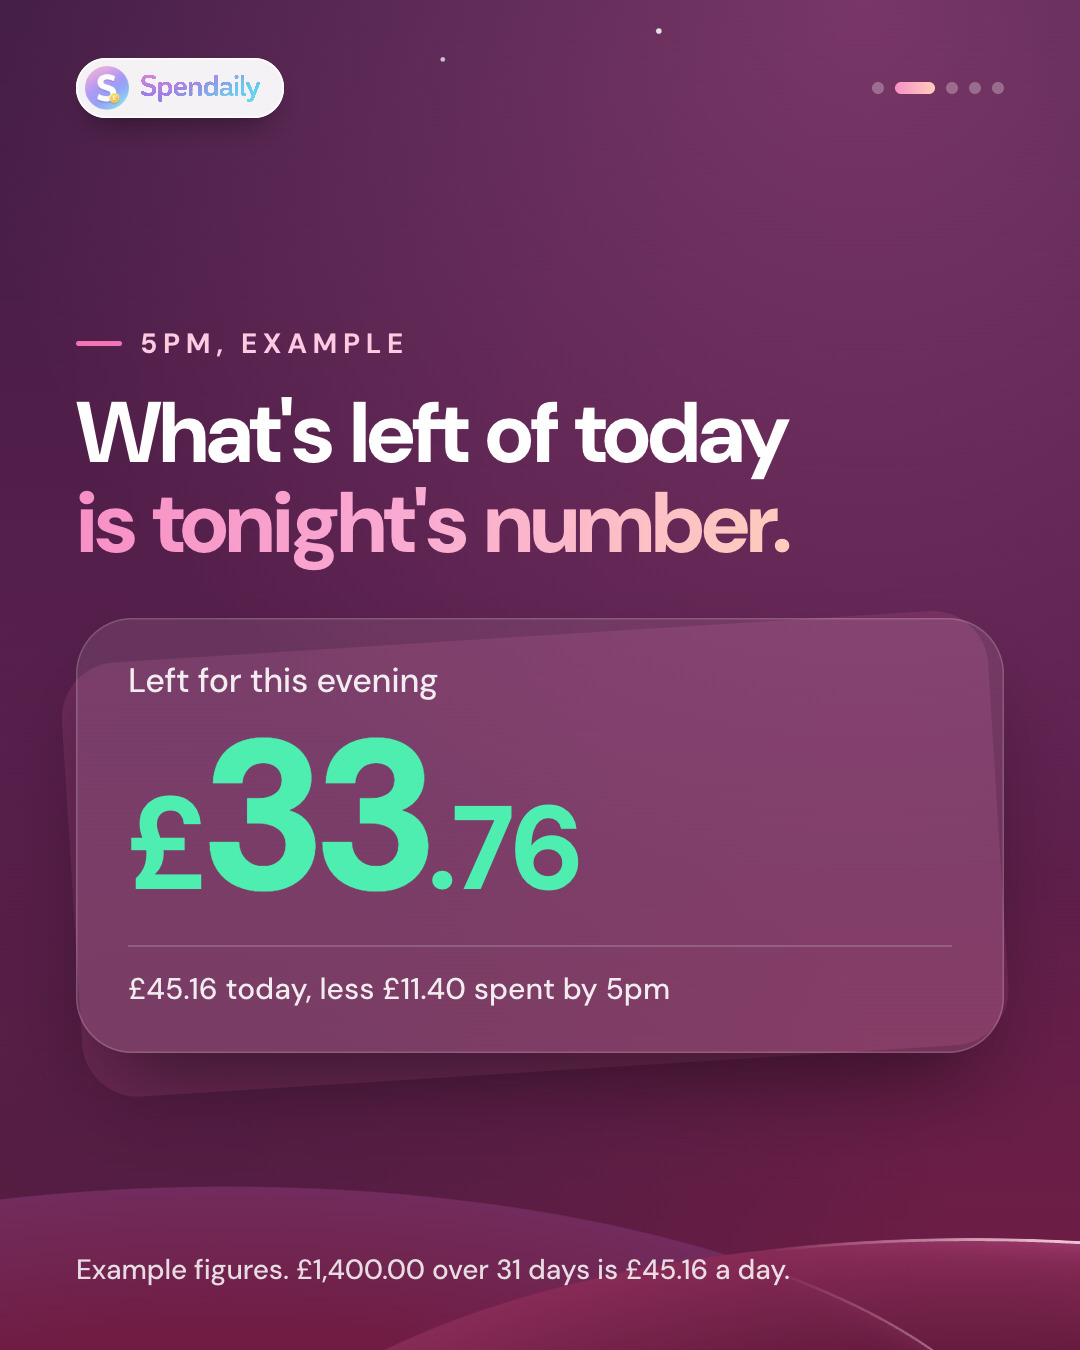 Spendaily
5PM, EXAMPLE
What's left of today
is tonight's number.
Left for this evening
£33.76
£45.16 today, less £11.40 spent by 5pm
Example figures. £1,400.00 over 31 days is £45.16 a day.